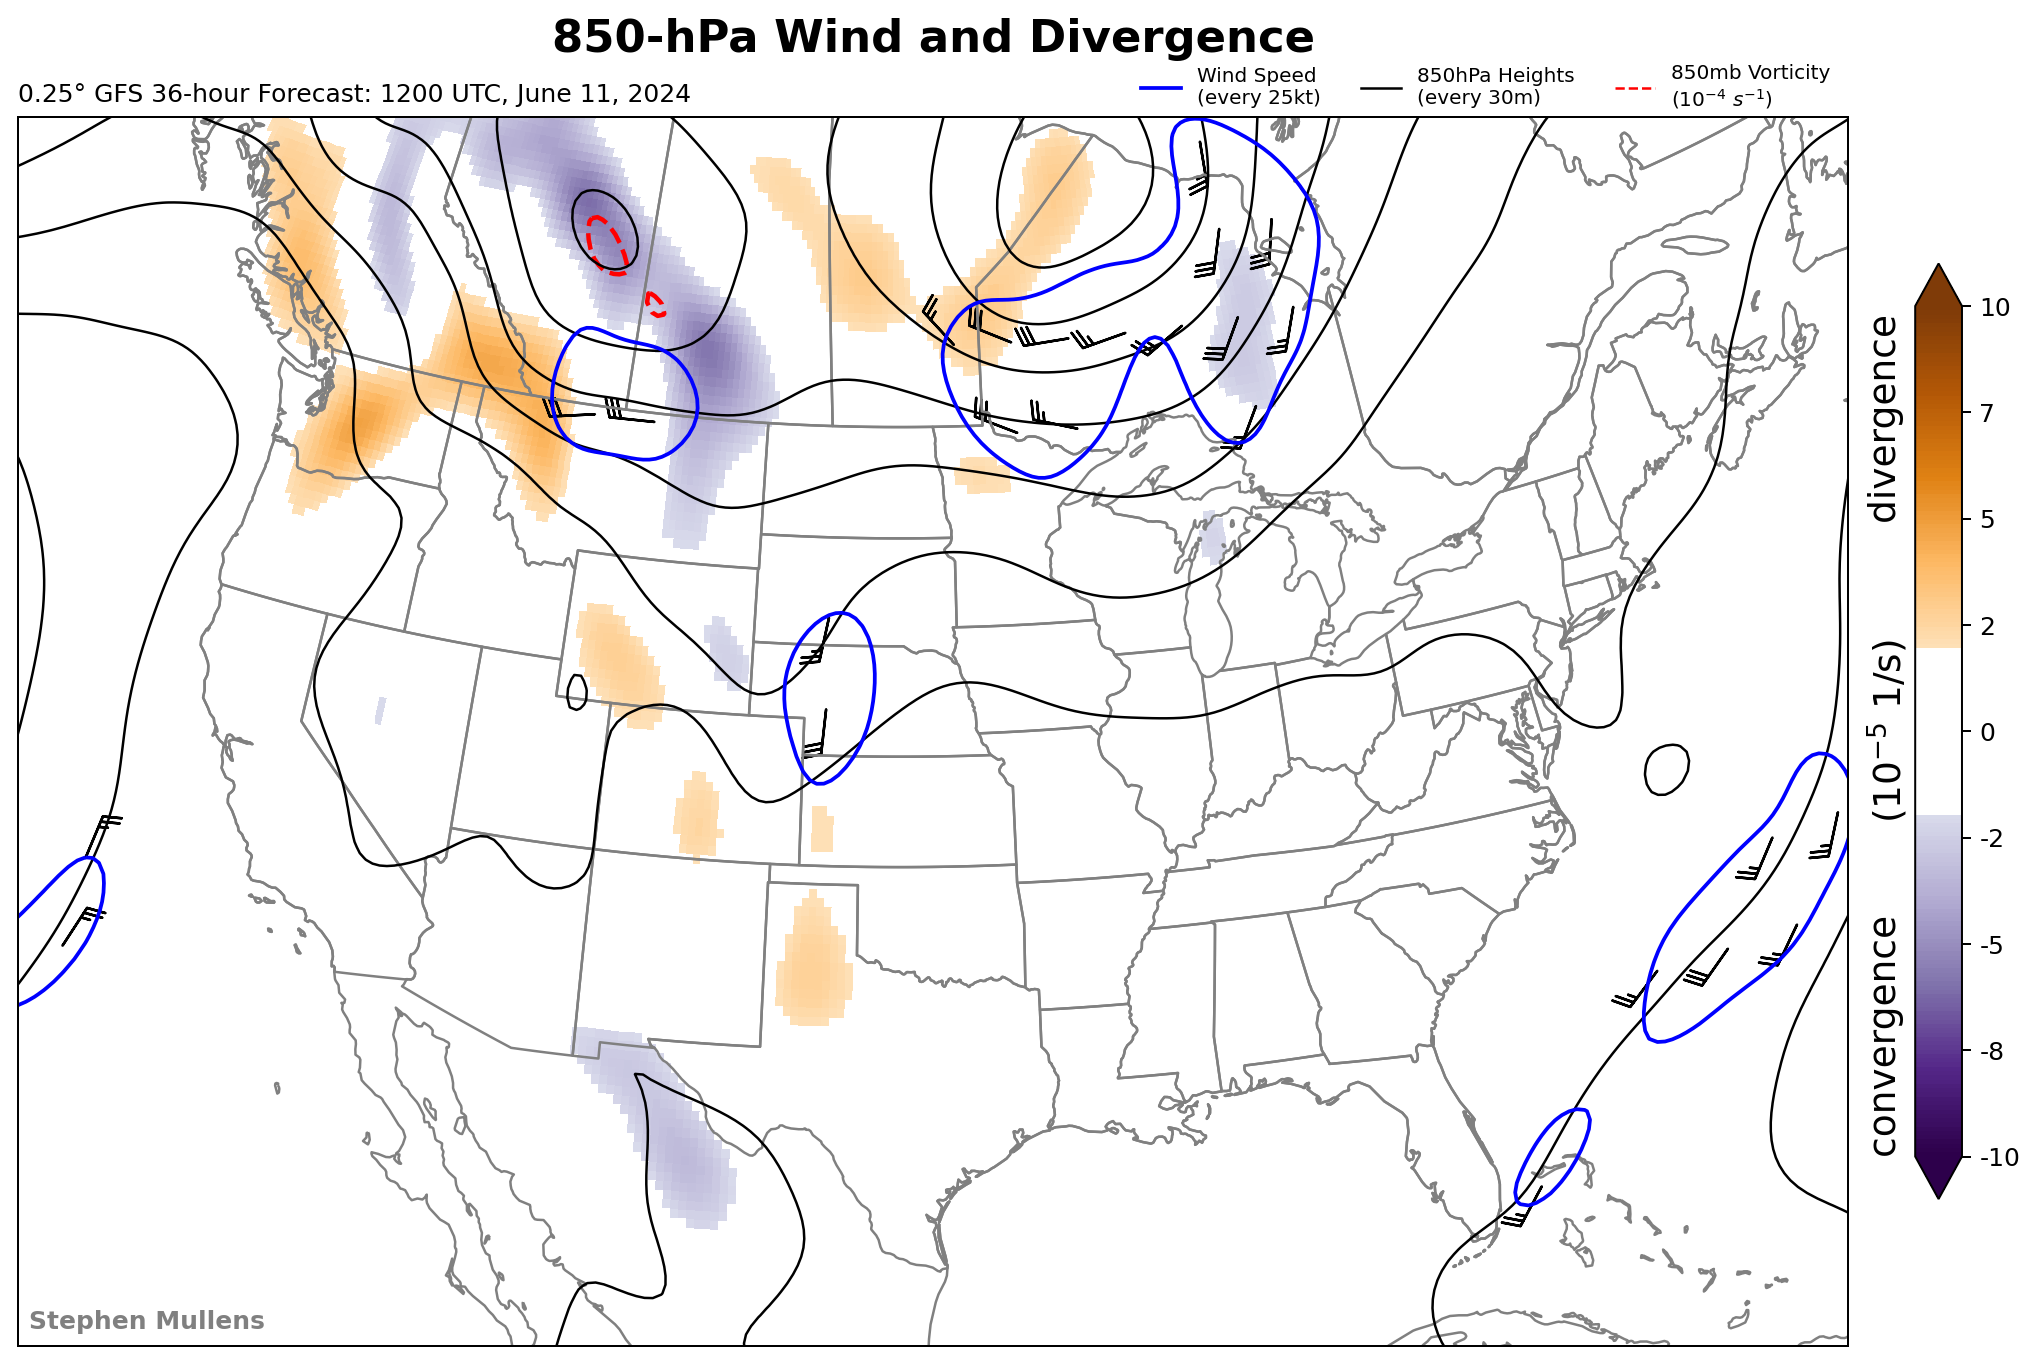 850-hPa Wind and Divergence
0.25° GFS 36-hour Forecast: 1200 UTC, June 11, 2024
Wind Speed
(every 25kt)
850hPa Heights
(every 30m)
850mb Vorticity
(10⁻⁴ s⁻¹)
10
7
5
2
0
-2
-5
-8
-10
convergence (10⁻⁵ 1/s) divergence
Stephen Mullens